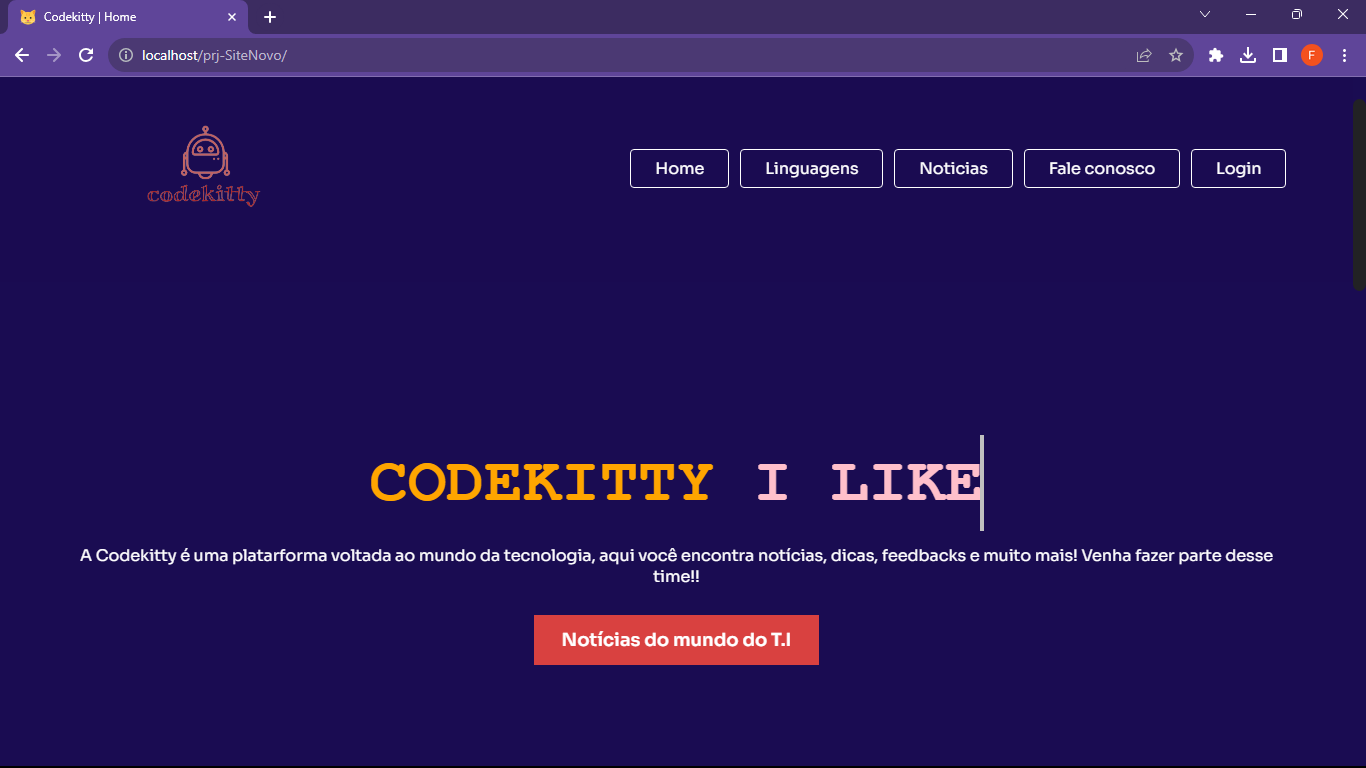 Codekitty | Home
localhost/prj-SiteNovo/
F
codekitty
Home
Linguagens
Noticias
Fale conosco
Login
CODEKITTY I LIKE
A Codekitty é uma platarforma voltada ao mundo da tecnologia, aqui você encontra notícias, dicas, feedbacks e muito mais! Venha fazer parte desse
time!!
Notícias do mundo do T.I